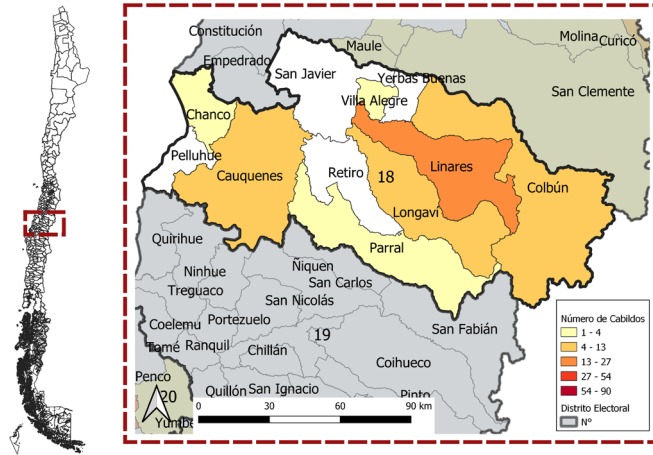 Constitución
Empedrado
Maule
Molina
Curicó
San Javier
Yerbas Buenas
San Clemente
Villa Alegre
Chanco
Pelluhue
Cauquenes
Retiro
18
Linares
Colbún
Longaví
Parral
Quirihue
Ninhue
Ñiquen
San Carlos
Treguaco
San Nicolás
Coelemu
Portezuelo
19
San Fabián
Tomé
Ranquil
Chillán
Coihueco
Penco
Quillón
San Ignacio
Pinto
20
Yumbe
0
30
60
90 km
Número de Cabildos
1 - 4
4 - 13
13 - 27
27 - 54
54 - 90
Distrito Electoral
N°